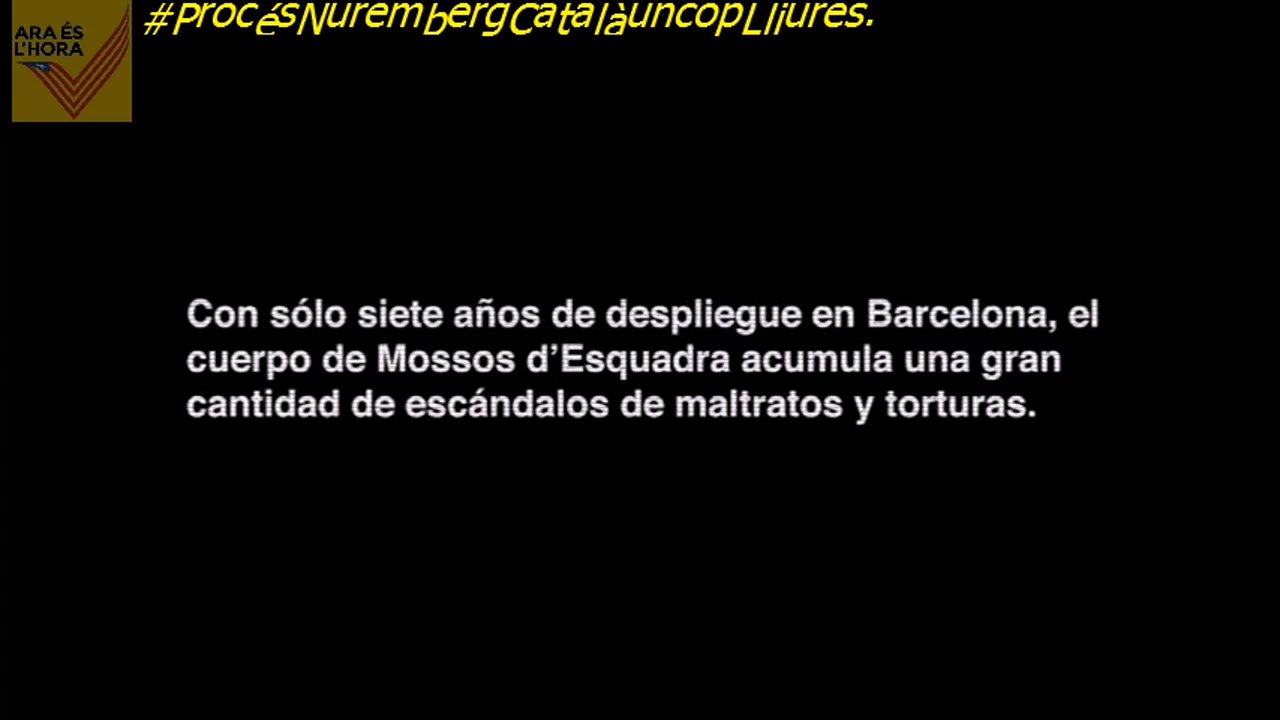 #ProcésNurembergCatalàuncopLliures.
ARA ÉS
L'HORA
Con sólo siete años de despliegue en Barcelona, el
cuerpo de Mossos d’Esquadra acumula una gran
cantidad de escándalos de maltratos y torturas.